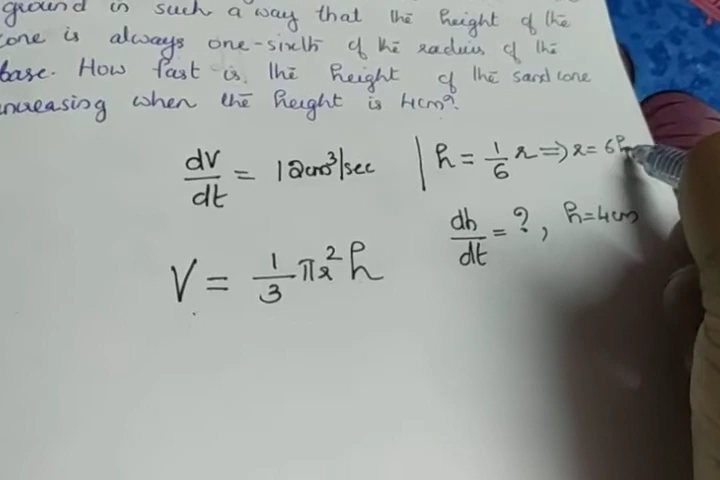 ground in such a way that the height of the
cone is always one-sixth of the radius of the
base. How fast is the height of the sand cone
increasing when the height is 4cm?
dV/dt = 12cm³/sec | h = 1/6 r ⇒ r = 6h
dh/dt = ?, h=4cm
V = 1/3 πr²h